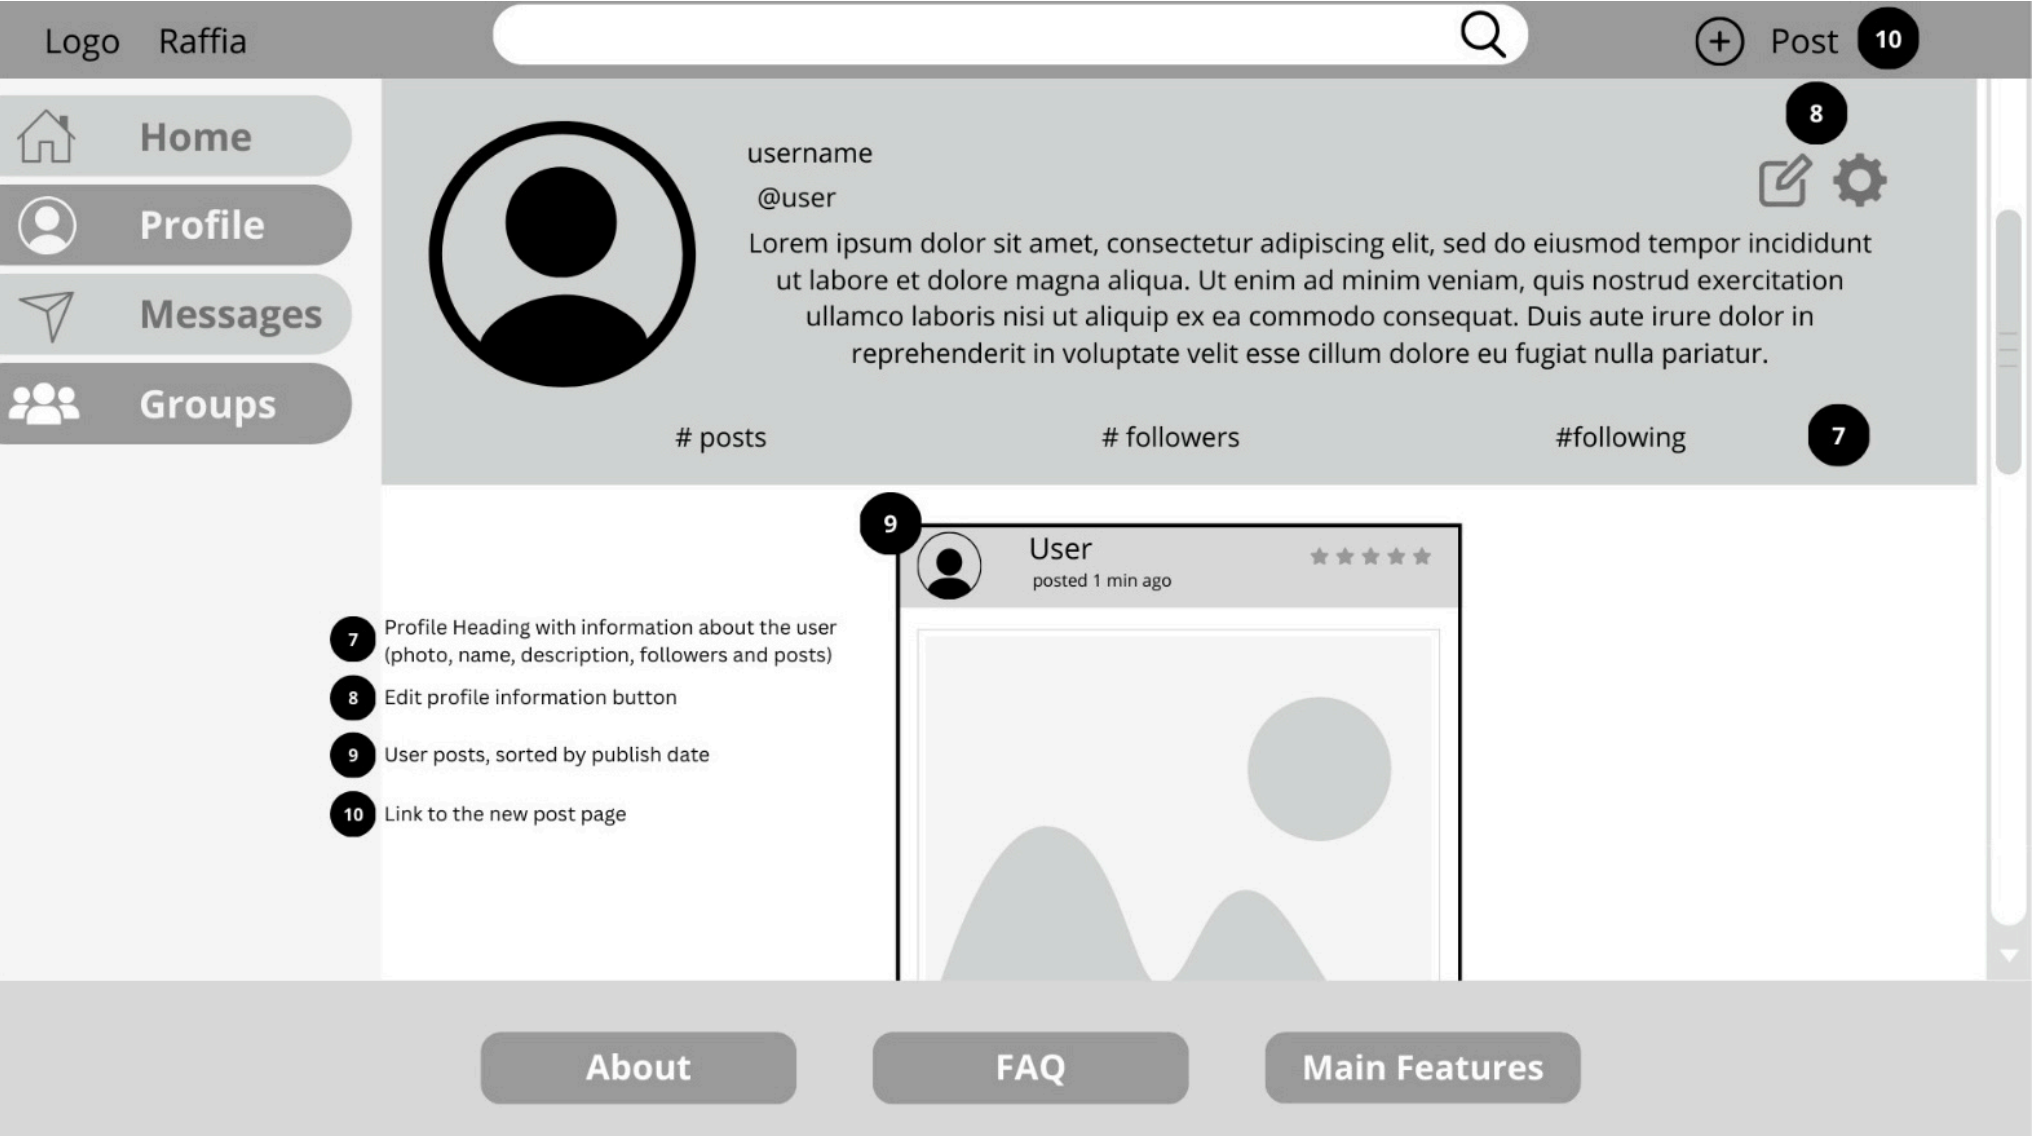 Logo Raffia
Post 10
8
Home
Profile
Messages
Groups
username
@user
Lorem ipsum dolor sit amet, consectetur adipiscing elit, sed do eiusmod tempor incididunt
ut labore et dolore magna aliqua. Ut enim ad minim veniam, quis nostrud exercitation
ullamco laboris nisi ut aliquip ex ea commodo consequat. Duis aute irure dolor in
reprehenderit in voluptate velit esse cillum dolore eu fugiat nulla pariatur.
# posts # followers #following 7
9
User
posted 1 min ago
7 Profile Heading with information about the user
(photo, name, description, followers and posts)
8 Edit profile information button
9 User posts, sorted by publish date
10 Link to the new post page
About FAQ Main Features